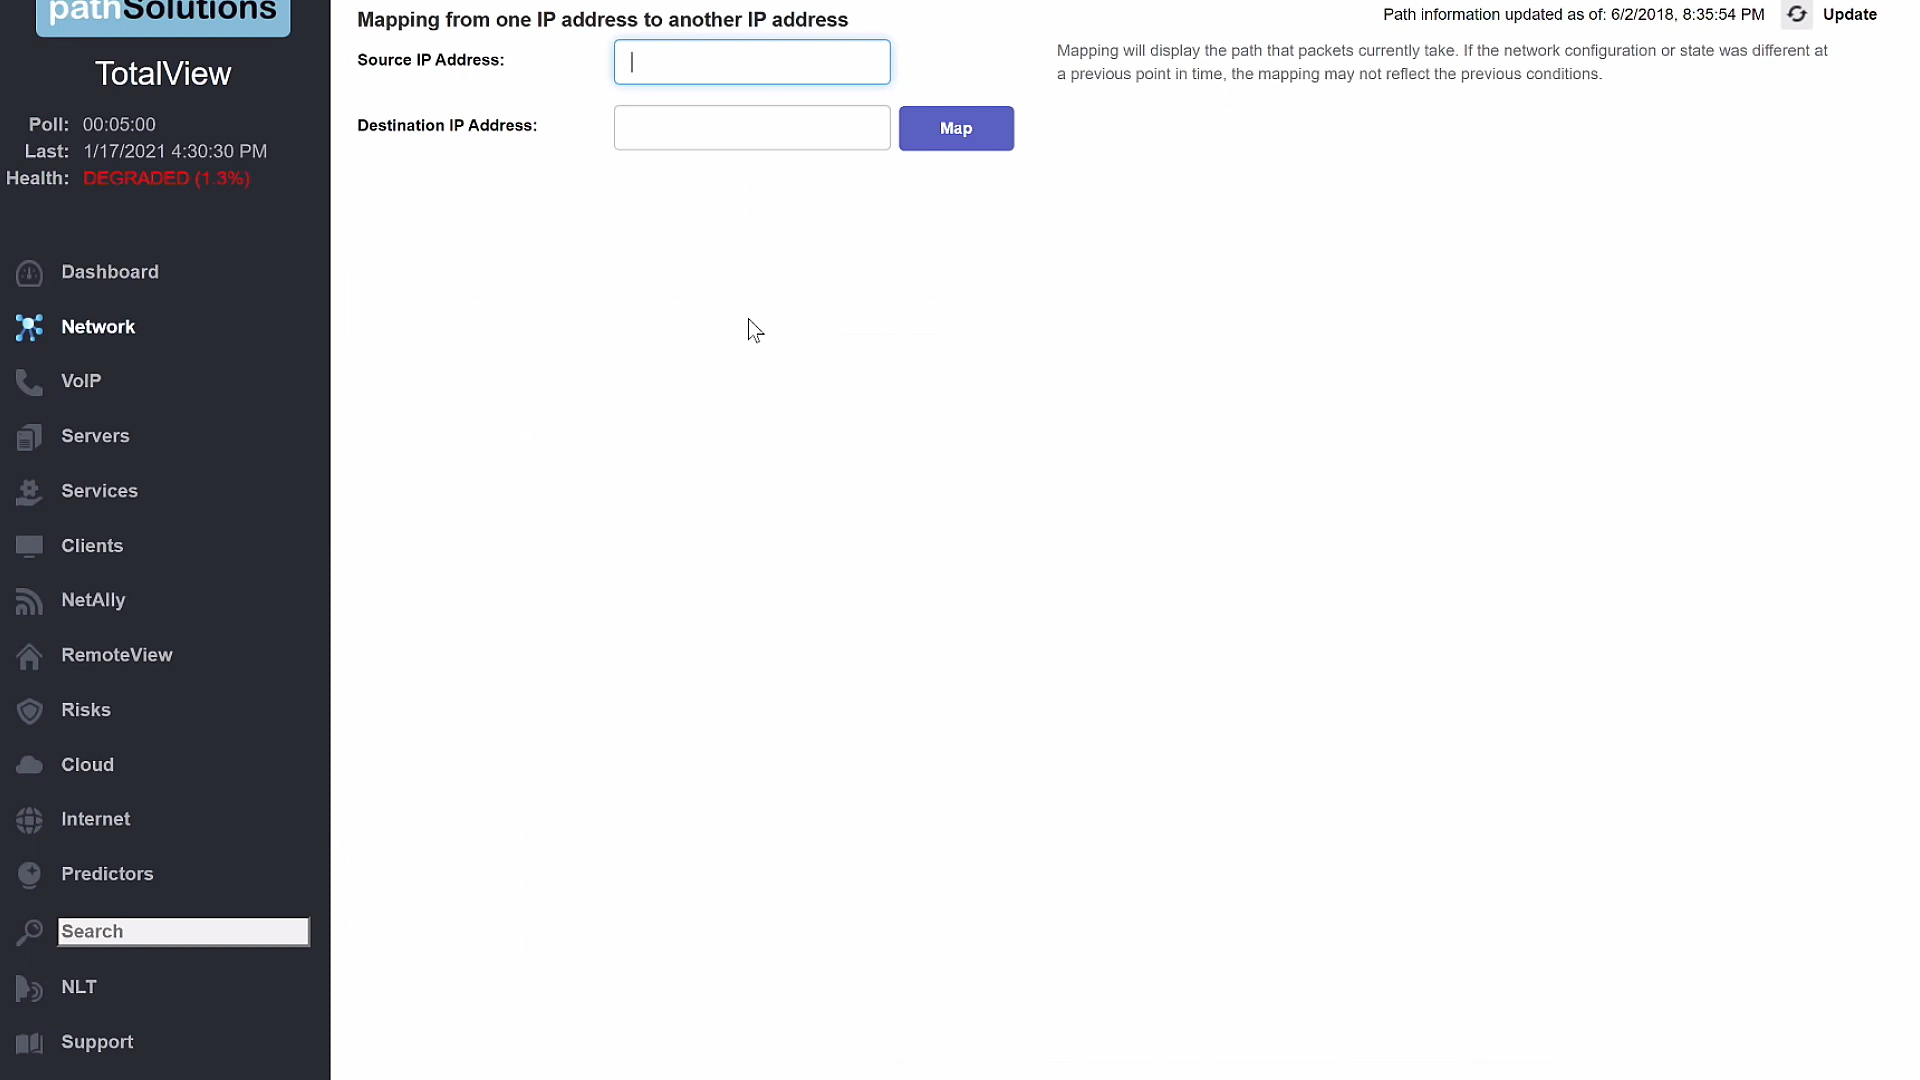 pathSolutions
TotalView
Poll: 00:05:00
Last: 1/17/2021 4:30:30 PM
Health: DEGRADED (1.3%)
Dashboard
Network
VoIP
Servers
Services
Clients
NetAlly
RemoteView
Risks
Cloud
Internet
Predictors
Search
NLT
Support
Mapping from one IP address to another IP address
Source IP Address:
Destination IP Address:
Map
Path information updated as of: 6/2/2018, 8:35:54 PM Update
Mapping will display the path that packets currently take. If the network configuration or state was different at
a previous point in time, the mapping may not reflect the previous conditions.